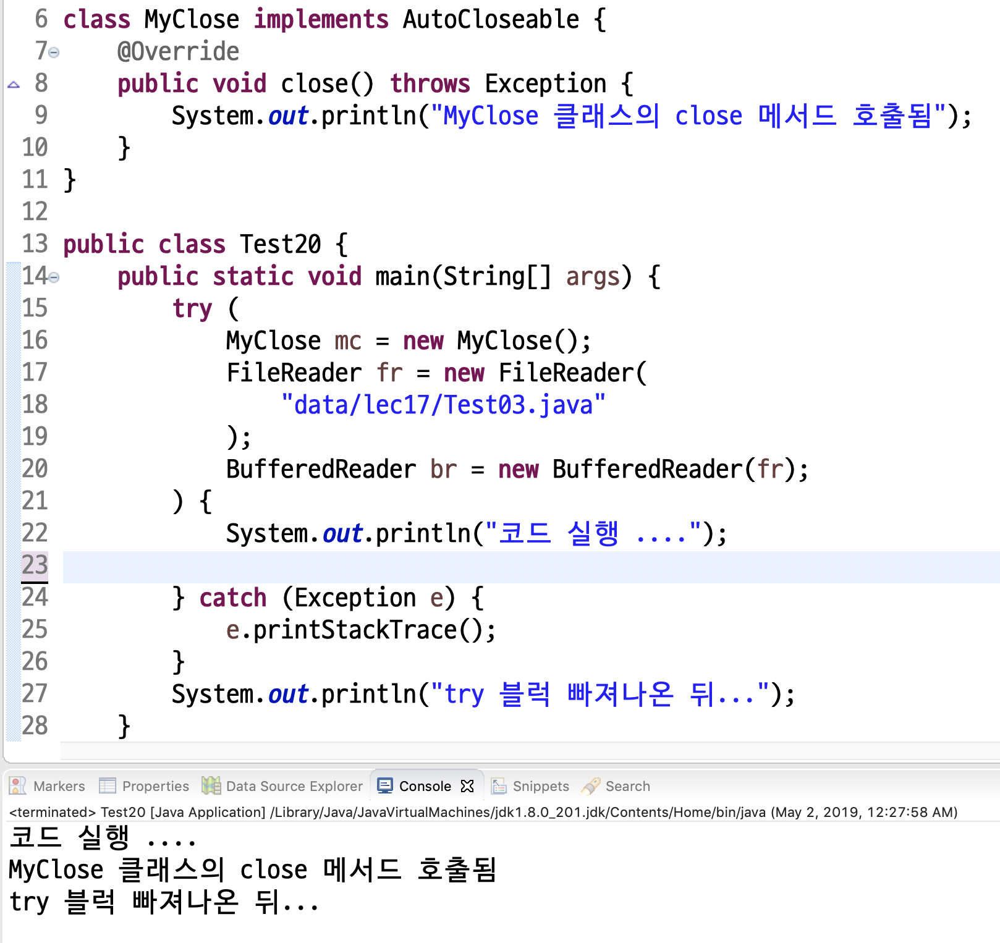 6 class MyClose implements AutoCloseable {
7 @Override
8 public void close() throws Exception {
9 System.out.println("MyClose 클래스의 close 메서드 호출됨");
10 }
11 }
12
13 public class Test20 {
14 public static void main(String[] args) {
15 try (
16 MyClose mc = new MyClose();
17 FileReader fr = new FileReader(
18 "data/lec17/Test03.java"
19 );
20 BufferedReader br = new BufferedReader(fr);
21 ) {
22 System.out.println("코드 실행 ....");
23
24 } catch (Exception e) {
25 e.printStackTrace();
26 }
27 System.out.println("try 블럭 빠져나온 뒤...");
28 }
Markers Properties Data Source Explorer Console Snippets Search
<terminated> Test20 [Java Application] /Library/Java/JavaVirtualMachines/jdk1.8.0_201.jdk/Contents/Home/bin/java (May 2, 2019, 12:27:58 AM)
코드 실행 ....
MyClose 클래스의 close 메서드 호출됨
try 블럭 빠져나온 뒤...